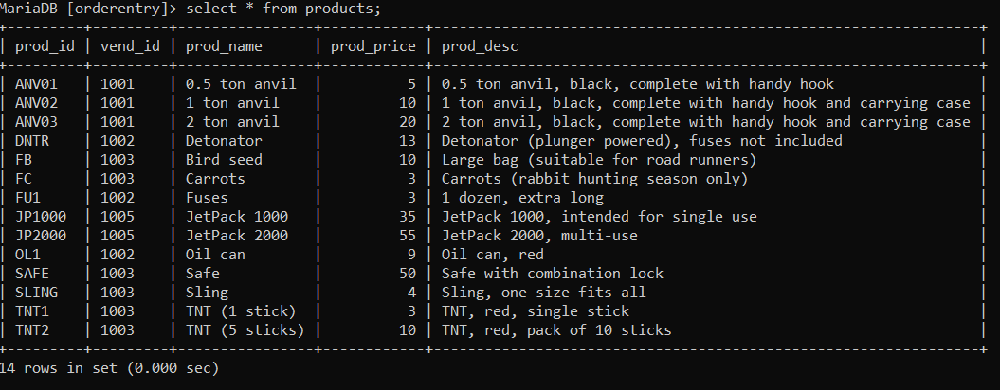 MariaDB [orderentry]> select * from products;
+---------+---------+----------------+------------+----------------------------------------------------------------+
| prod_id | vend_id | prod_name      | prod_price | prod_desc                                                      |
+---------+---------+----------------+------------+----------------------------------------------------------------+
| ANV01   | 1001    | 0.5 ton anvil  |          5 | 0.5 ton anvil, black, complete with handy hook                 |
| ANV02   | 1001    | 1 ton anvil    |         10 | 1 ton anvil, black, complete with handy hook and carrying case |
| ANV03   | 1001    | 2 ton anvil    |         20 | 2 ton anvil, black, complete with handy hook and carrying case |
| DNTR    | 1002    | Detonator      |         13 | Detonator (plunger powered), fuses not included                |
| FB      | 1003    | Bird seed      |         10 | Large bag (suitable for road runners)                          |
| FC      | 1003    | Carrots        |          3 | Carrots (rabbit hunting season only)                           |
| FU1     | 1002    | Fuses          |          3 | 1 dozen, extra long                                            |
| JP1000  | 1005    | JetPack 1000   |         35 | JetPack 1000, intended for single use                          |
| JP2000  | 1005    | JetPack 2000   |         55 | JetPack 2000, multi-use                                        |
| OL1     | 1002    | Oil can        |          9 | Oil can, red                                                   |
| SAFE    | 1003    | Safe           |         50 | Safe with combination lock                                     |
| SLING   | 1003    | Sling          |          4 | Sling, one size fits all                                       |
| TNT1    | 1003    | TNT (1 stick)  |          3 | TNT, red, single stick                                         |
| TNT2    | 1003    | TNT (5 sticks) |         10 | TNT, red, pack of 10 sticks                                    |
+---------+---------+----------------+------------+----------------------------------------------------------------+
14 rows in set (0.000 sec)